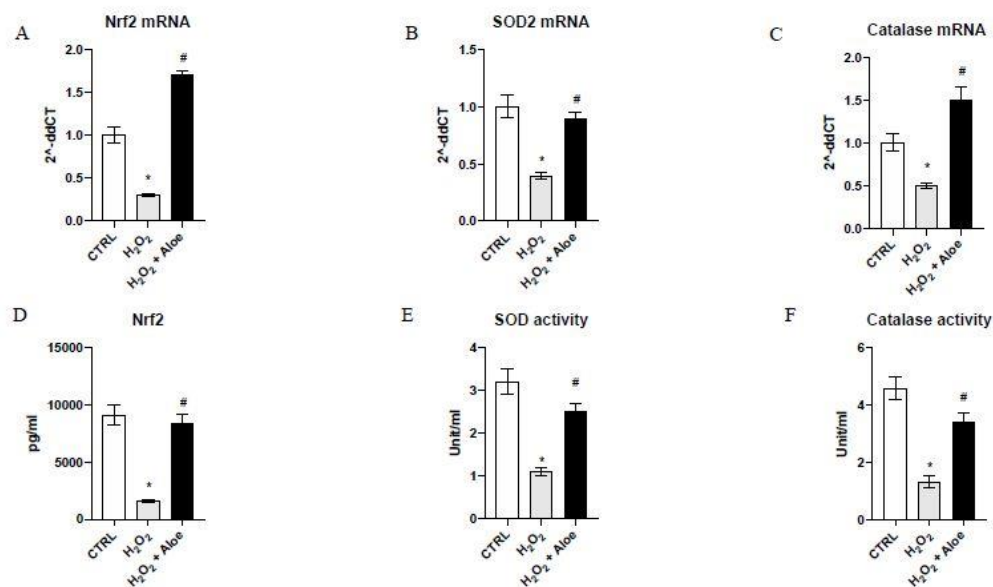 A
Nrf2 mRNA
2^-ddCT
2.0
1.5
1.0
0.5
0.0
*
#
CTRL
H₂O₂
H₂O₂ + Aloe
B
SOD2 mRNA
2^-ddCT
1.5
1.0
0.5
0.0
*
#
CTRL
H₂O₂
H₂O₂ + Aloe
C
Catalase mRNA
2^-ddCT
2.0
1.5
1.0
0.5
0.0
*
#
CTRL
H₂O₂
H₂O₂ + Aloe
D
Nrf2
pg/ml
15000
10000
5000
0
*
#
CTRL
H₂O₂
H₂O₂ + Aloe
E
SOD activity
Unit/ml
4
3
2
1
0
*
#
CTRL
H₂O₂
H₂O₂ + Aloe
F
Catalase activity
Unit/ml
6
4
2
0
*
#
CTRL
H₂O₂
H₂O₂ + Aloe